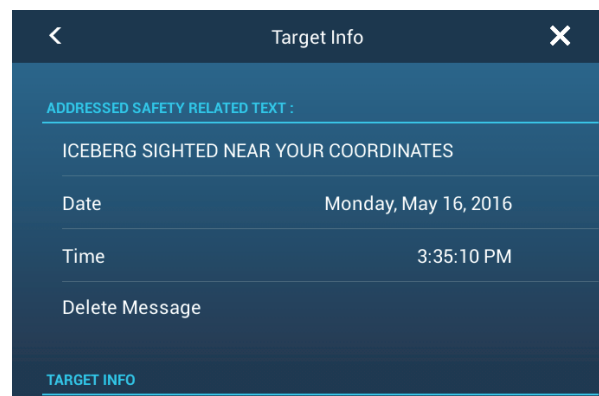 Target Info
ADDRESSED SAFETY RELATED TEXT :
ICEBERG SIGHTED NEAR YOUR COORDINATES
Date Monday, May 16, 2016
Time 3:35:10 PM
Delete Message
TARGET INFO